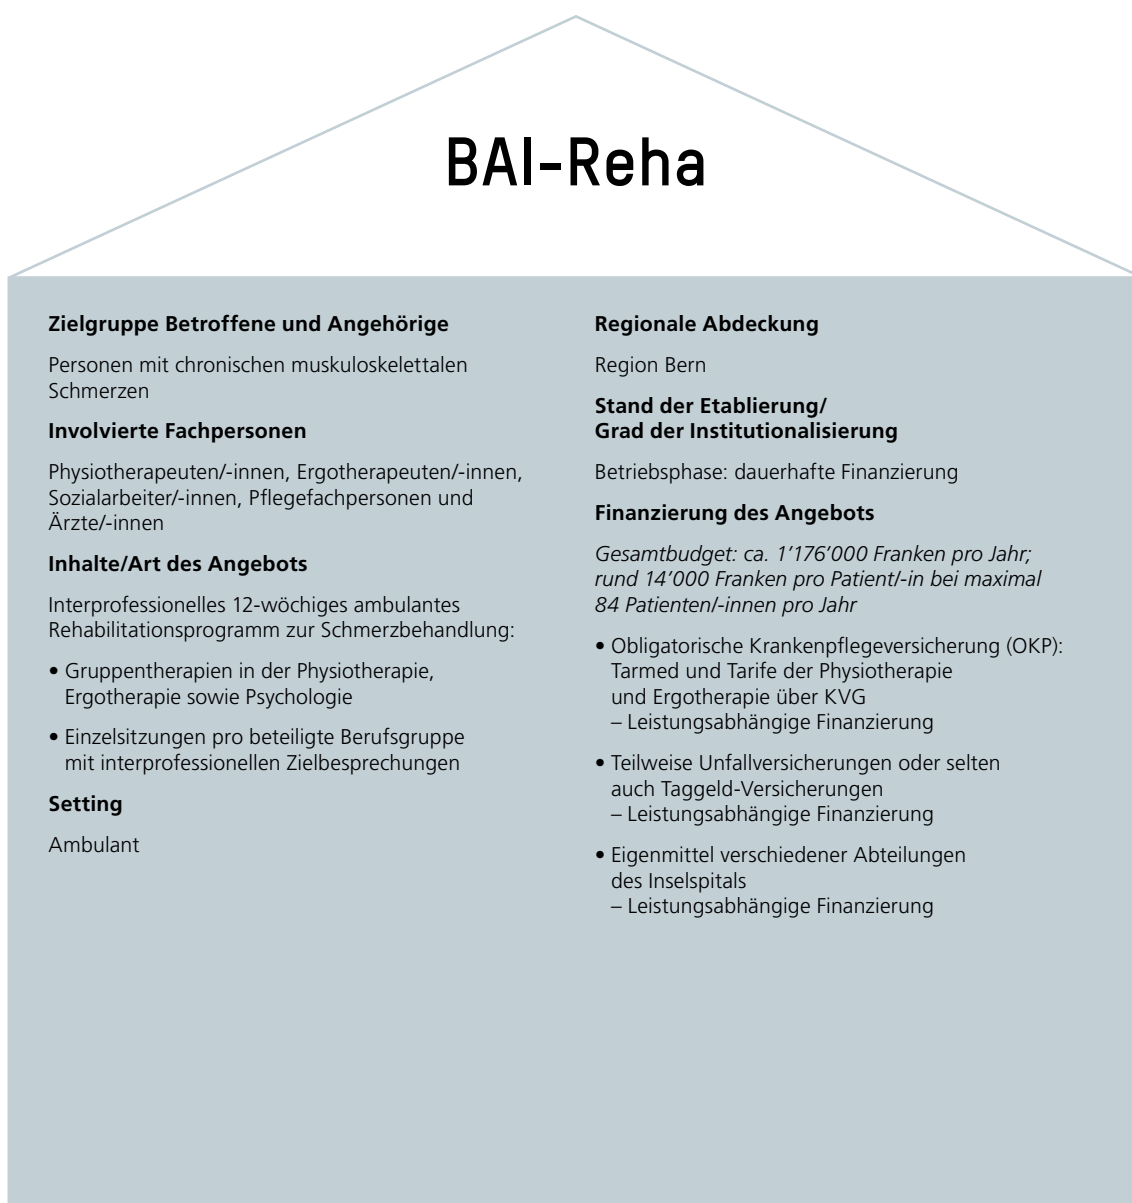 BAI-Reha
Zielgruppe Betroffene und Angehörige
Personen mit chronischen muskuloskelettalen
Schmerzen
Involvierte Fachpersonen
Physiotherapeuten/-innen, Ergotherapeuten/-innen,
Sozialarbeiter/-innen, Pflegefachpersonen und
Ärzte/-innen
Inhalte/Art des Angebots
Interprofessionelles 12-wöchiges ambulantes
Rehabilitationsprogramm zur Schmerzbehandlung:
• Gruppentherapien in der Physiotherapie,
Ergotherapie sowie Psychologie
• Einzelsitzungen pro beteiligte Berufsgruppe
mit interprofessionellen Zielbesprechungen
Setting
Ambulant
Regionale Abdeckung
Region Bern
Stand der Etablierung/
Grad der Institutionalisierung
Betriebsphase: dauerhafte Finanzierung
Finanzierung des Angebots
Gesamtbudget: ca. 1’176’000 Franken pro Jahr;
rund 14’000 Franken pro Patient/-in bei maximal
84 Patienten/-innen pro Jahr
• Obligatorische Krankenpflegeversicherung (OKP):
Tarmed und Tarife der Physiotherapie
und Ergotherapie über KVG
– Leistungsabhängige Finanzierung
• Teilweise Unfallversicherungen oder selten
auch Taggeld-Versicherungen
– Leistungsabhängige Finanzierung
• Eigenmittel verschiedener Abteilungen
des Inselspitals
– Leistungsabhängige Finanzierung